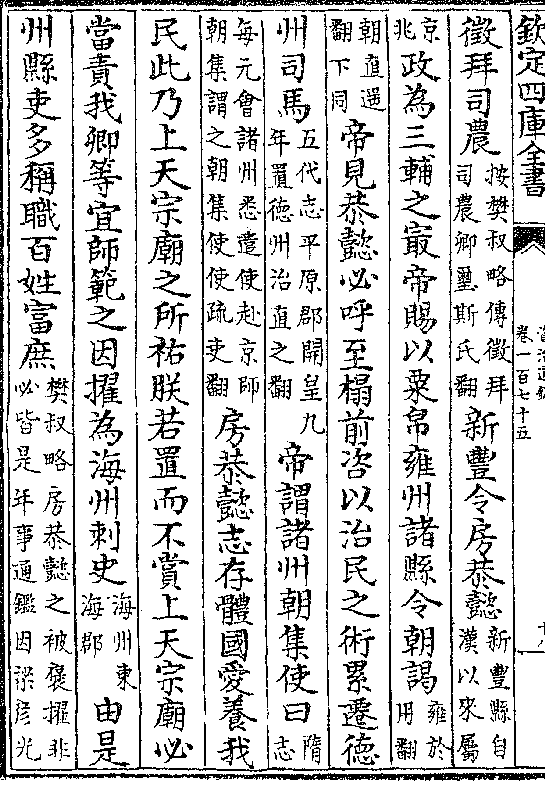 欽定四庫全書
資治通鑑
卷一百七十五
十八
徵拜司農按樊叔略傳徵拜司農卿璽斯氏翻新豐令房恭懿新豐縣自漢以來屬
京兆政為三輔之㝡帝賜以粟帛雍州諸縣令朝謁雍於用翻
朝直遥翻下同帝見恭懿必呼至榻前咨以治民之術累遷德
州司馬五代志平原郡開皇九年置德州治直之翻帝謂諸州朝集使曰隋志
每元會諸州悉遣使赴京師朝集謂之朝集使使疏吏翻房恭懿志存體國愛養我
民此乃上天宗廟之所祐朕若置而不賞上天宗廟必
當責我卿等宜師範之因擢為海州刺史海州東海郡由是
州縣吏多稱職百姓富庶樊叔略房恭懿之被褒擢非必皆是年事通鑑因梁彦光